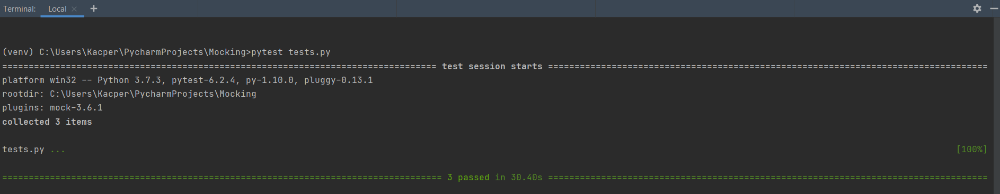 Terminal: Local × +
(venv) C:\Users\Kacper\PycharmProjects\Mocking>pytest tests.py
================================================================================== test session starts ===================================================================================
platform win32 -- Python 3.7.3, pytest-6.2.4, py-1.10.0, pluggy-0.13.1
rootdir: C:\Users\Kacper\PycharmProjects\Mocking
plugins: mock-3.6.1
collected 3 items
tests.py ... [100%]
=================================================================================== 3 passed in 30.40s ===================================================================================